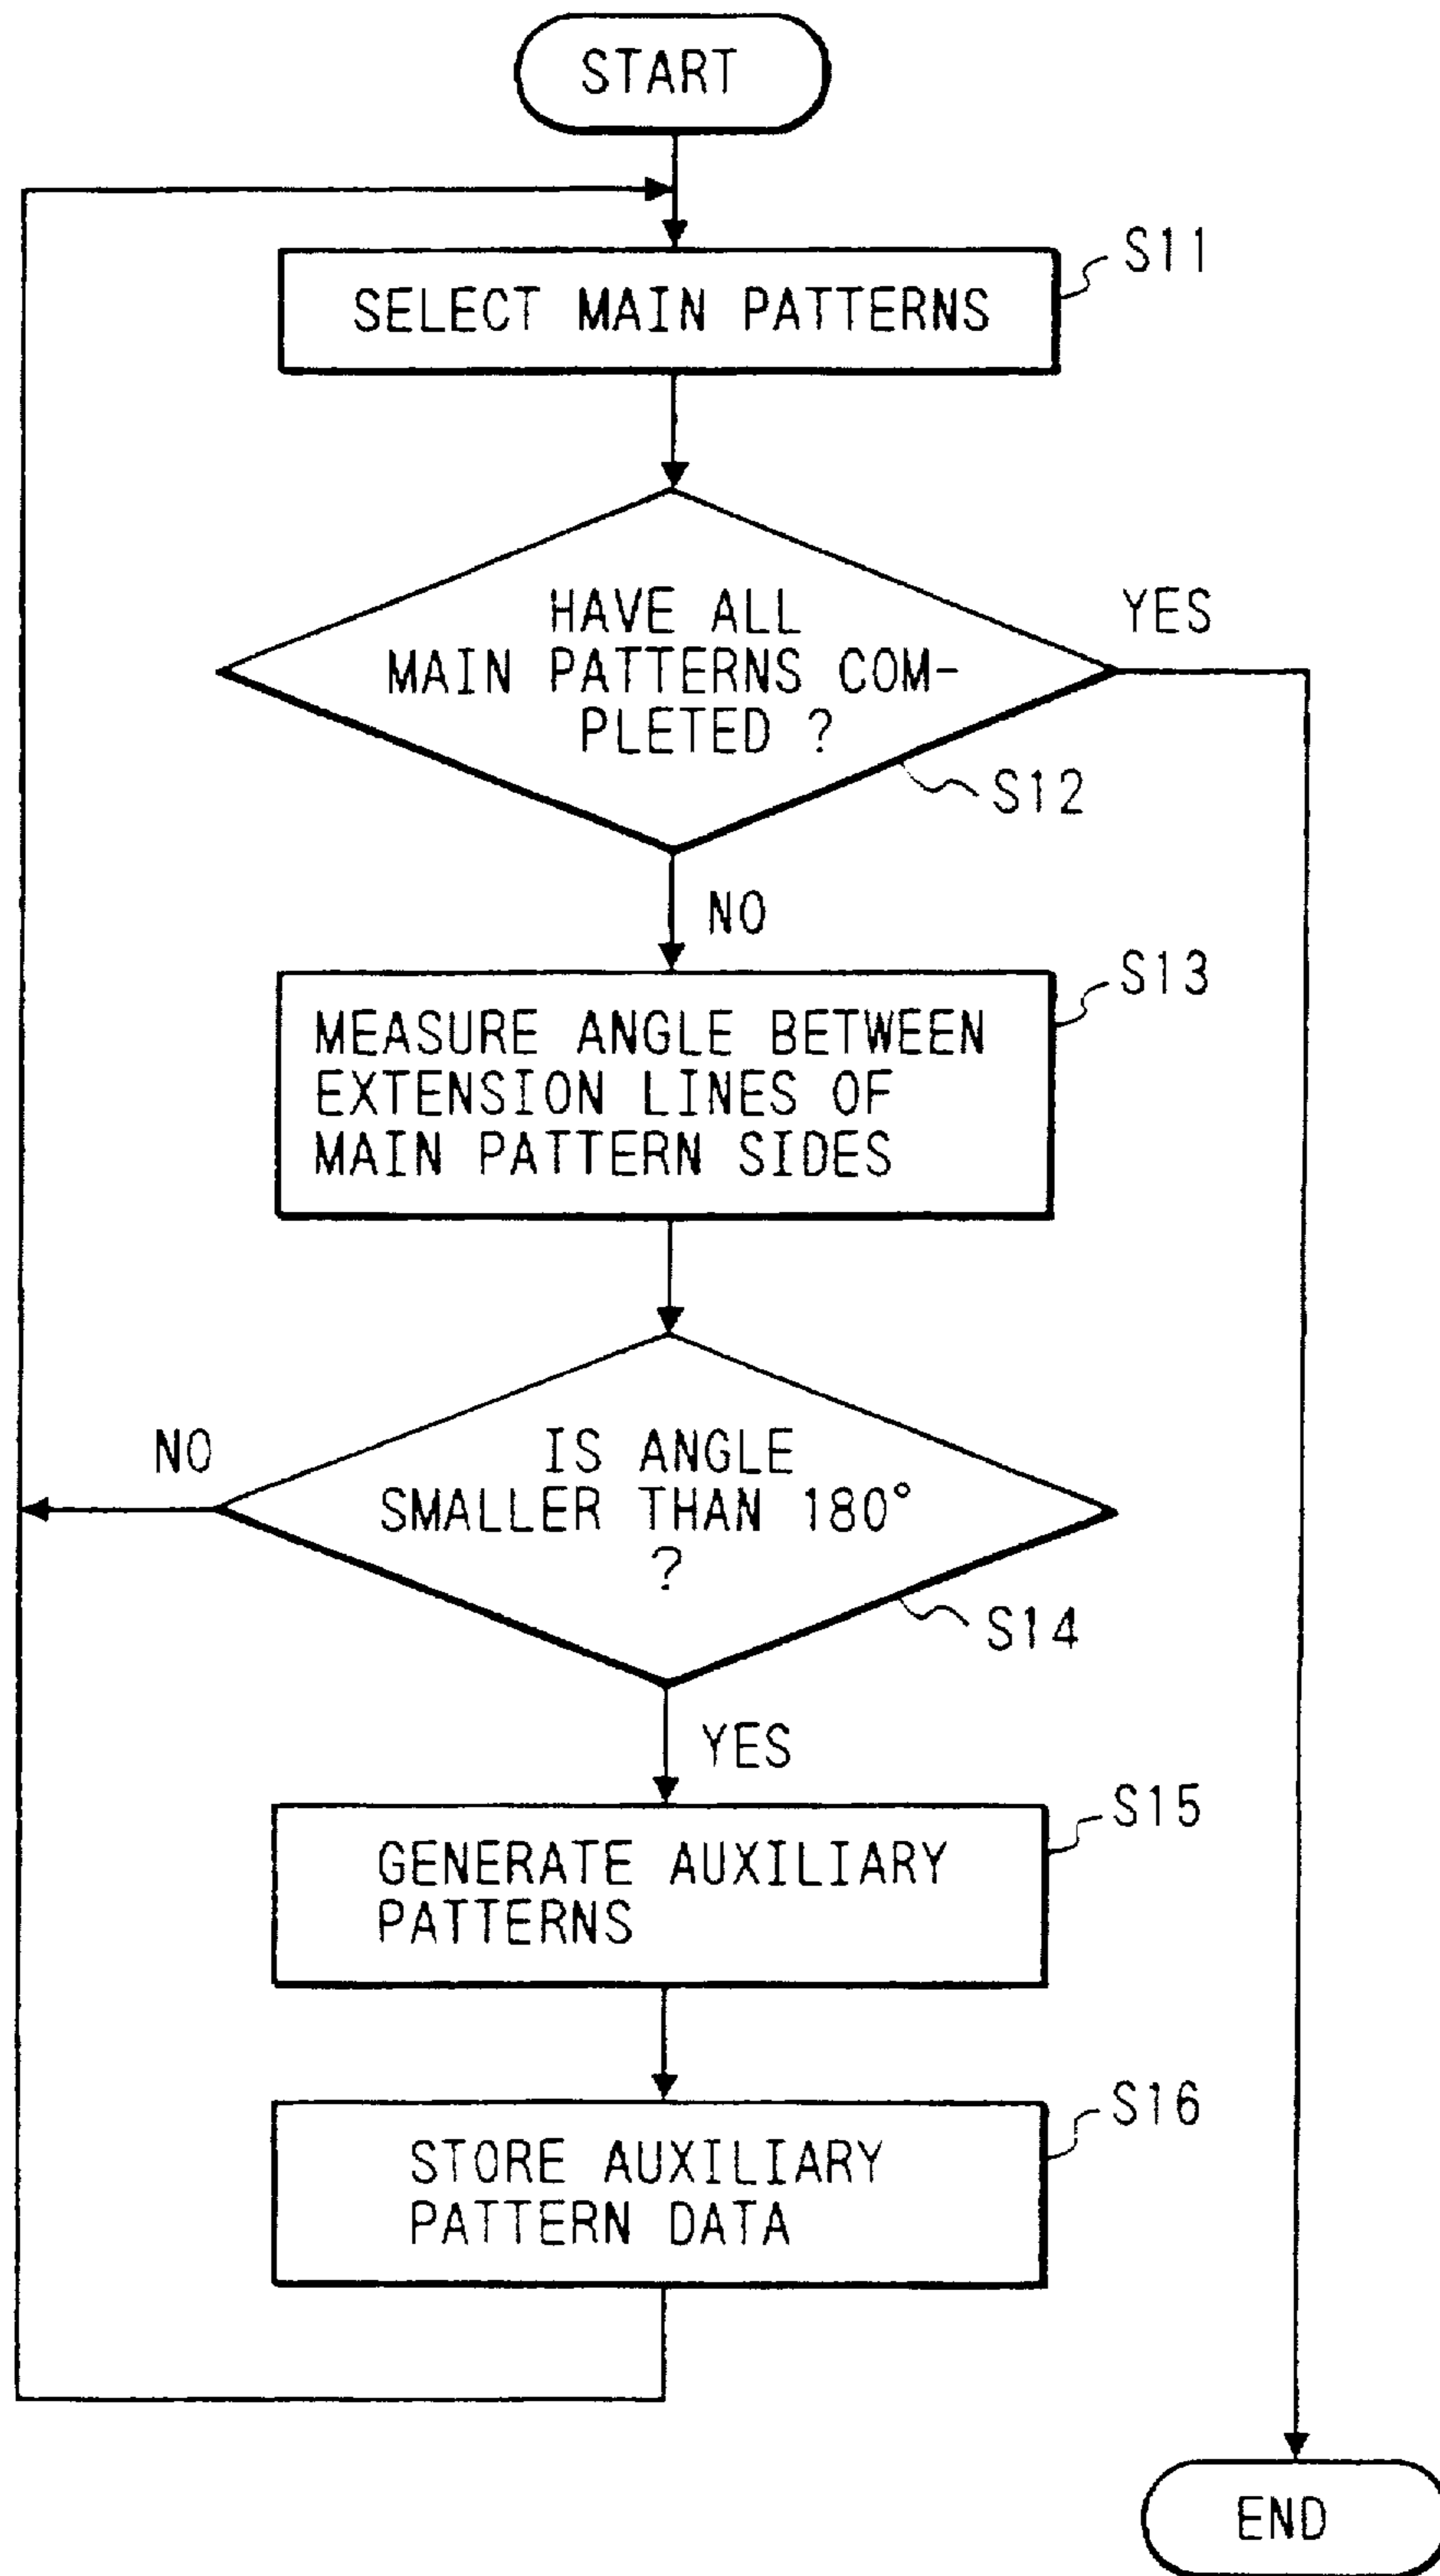 START
S11
SELECT MAIN PATTERNS
HAVE ALL
MAIN PATTERNS COM-
PLETED ?
YES
S12
NO
S13
MEASURE ANGLE BETWEEN
EXTENSION LINES OF
MAIN PATTERN SIDES
NO
IS ANGLE
SMALLER THAN 180°
?
S14
YES
S15
GENERATE AUXILIARY
PATTERNS
S16
STORE AUXILIARY
PATTERN DATA
END